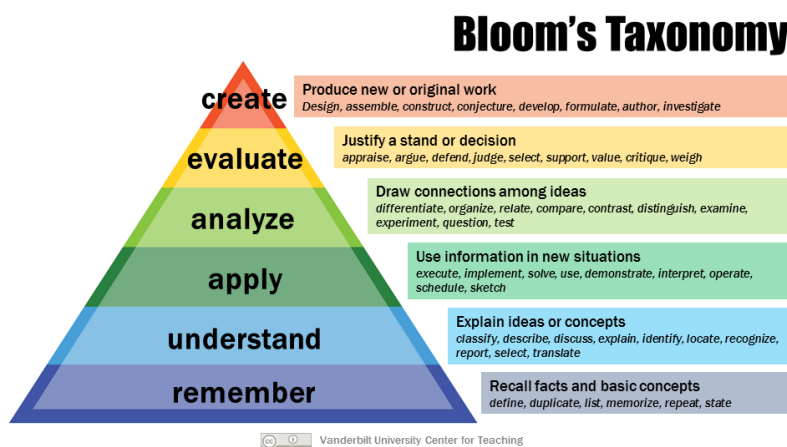 Bloom's Taxonomy
create
Produce new or original work
Design, assemble, construct, conjecture, develop, formulate, author, investigate
evaluate
Justify a stand or decision
appraise, argue, defend, judge, select, support, value, critique, weigh
analyze
Draw connections among ideas
differentiate, organize, relate, compare, contrast, distinguish, examine,
experiment, question, test
apply
Use information in new situations
execute, implement, solve, use, demonstrate, interpret, operate,
schedule, sketch
understand
Explain ideas or concepts
classify, describe, discuss, explain, identify, locate, recognize,
report, select, translate
remember
Recall facts and basic concepts
define, duplicate, list, memorize, repeat, state
cc
Vanderbilt University Center for Teaching